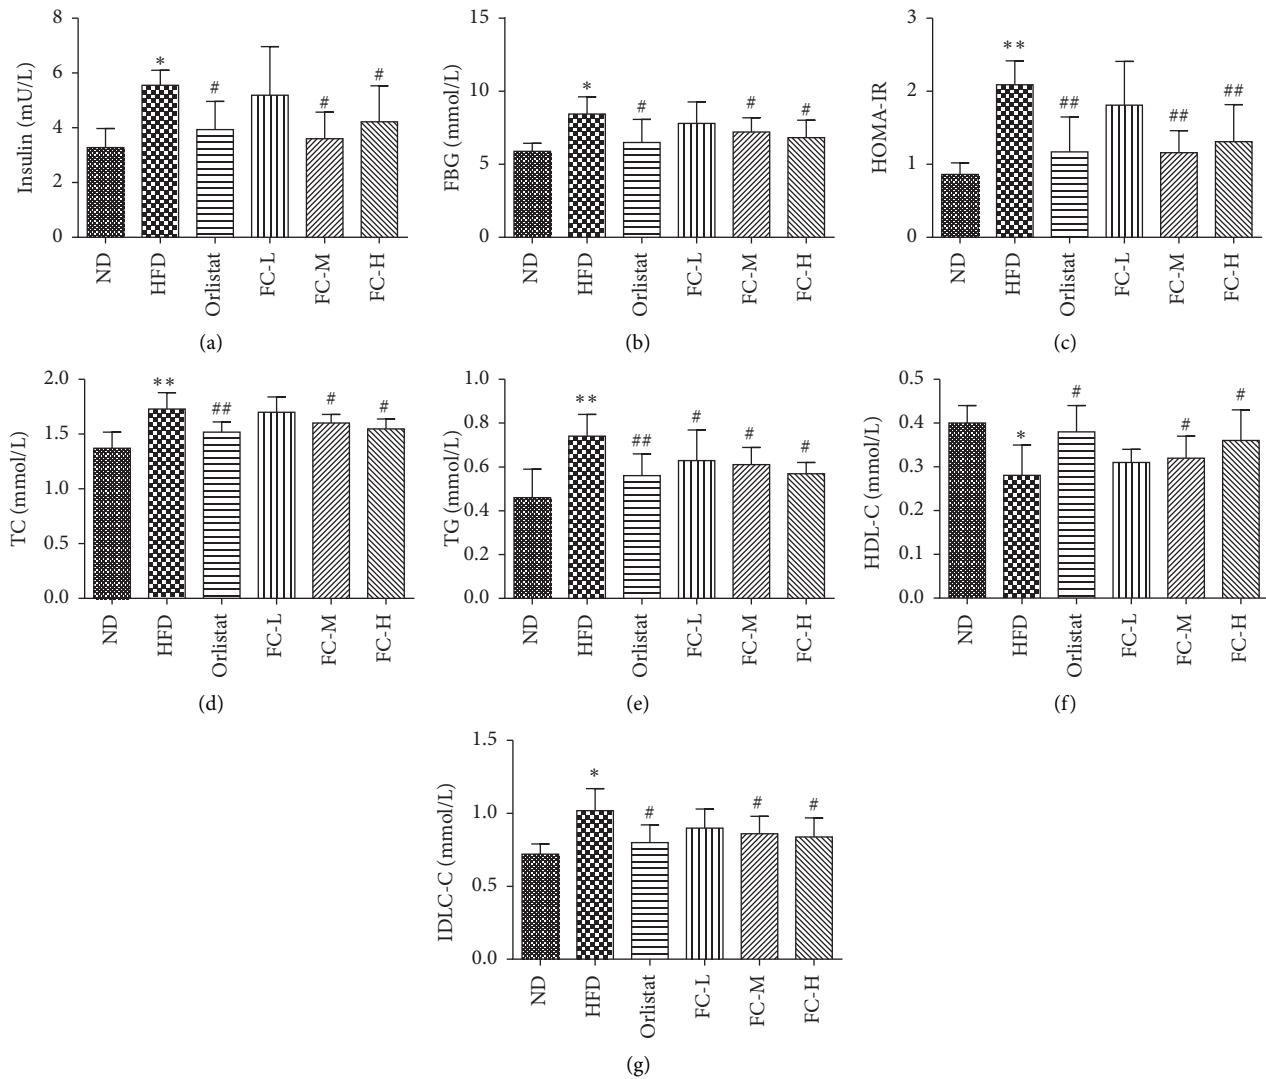 Insulin (mU/L)
8
6
4
2
0
*
#
#
#
ND
HFD
Orlistat
FC-L
FC-M
FC-H
(a)
FBG (mmol/L)
15
10
5
0
*
#
#
#
ND
HFD
Orlistat
FC-L
FC-M
FC-H
(b)
HOMA-IR
3
2
1
0
**
##
##
##
ND
HFD
Orlistat
FC-L
FC-M
FC-H
(c)
TC (mmol/L)
2.0
1.5
1.0
0.5
0.0
**
##
#
#
ND
HFD
Orlistat
FC-L
FC-M
FC-H
(d)
TG (mmol/L)
1.0
0.8
0.6
0.4
0.2
0.0
**
##
#
#
#
ND
HFD
Orlistat
FC-L
FC-M
FC-H
(e)
HDL-C (mmol/L)
0.5
0.4
0.3
0.2
0.1
0.0
*
#
#
#
ND
HFD
Orlistat
FC-L
FC-M
FC-H
(f)
IDLC-C (mmol/L)
1.5
1.0
0.5
0.0
*
#
#
#
ND
HFD
Orlistat
FC-L
FC-M
FC-H
(g)